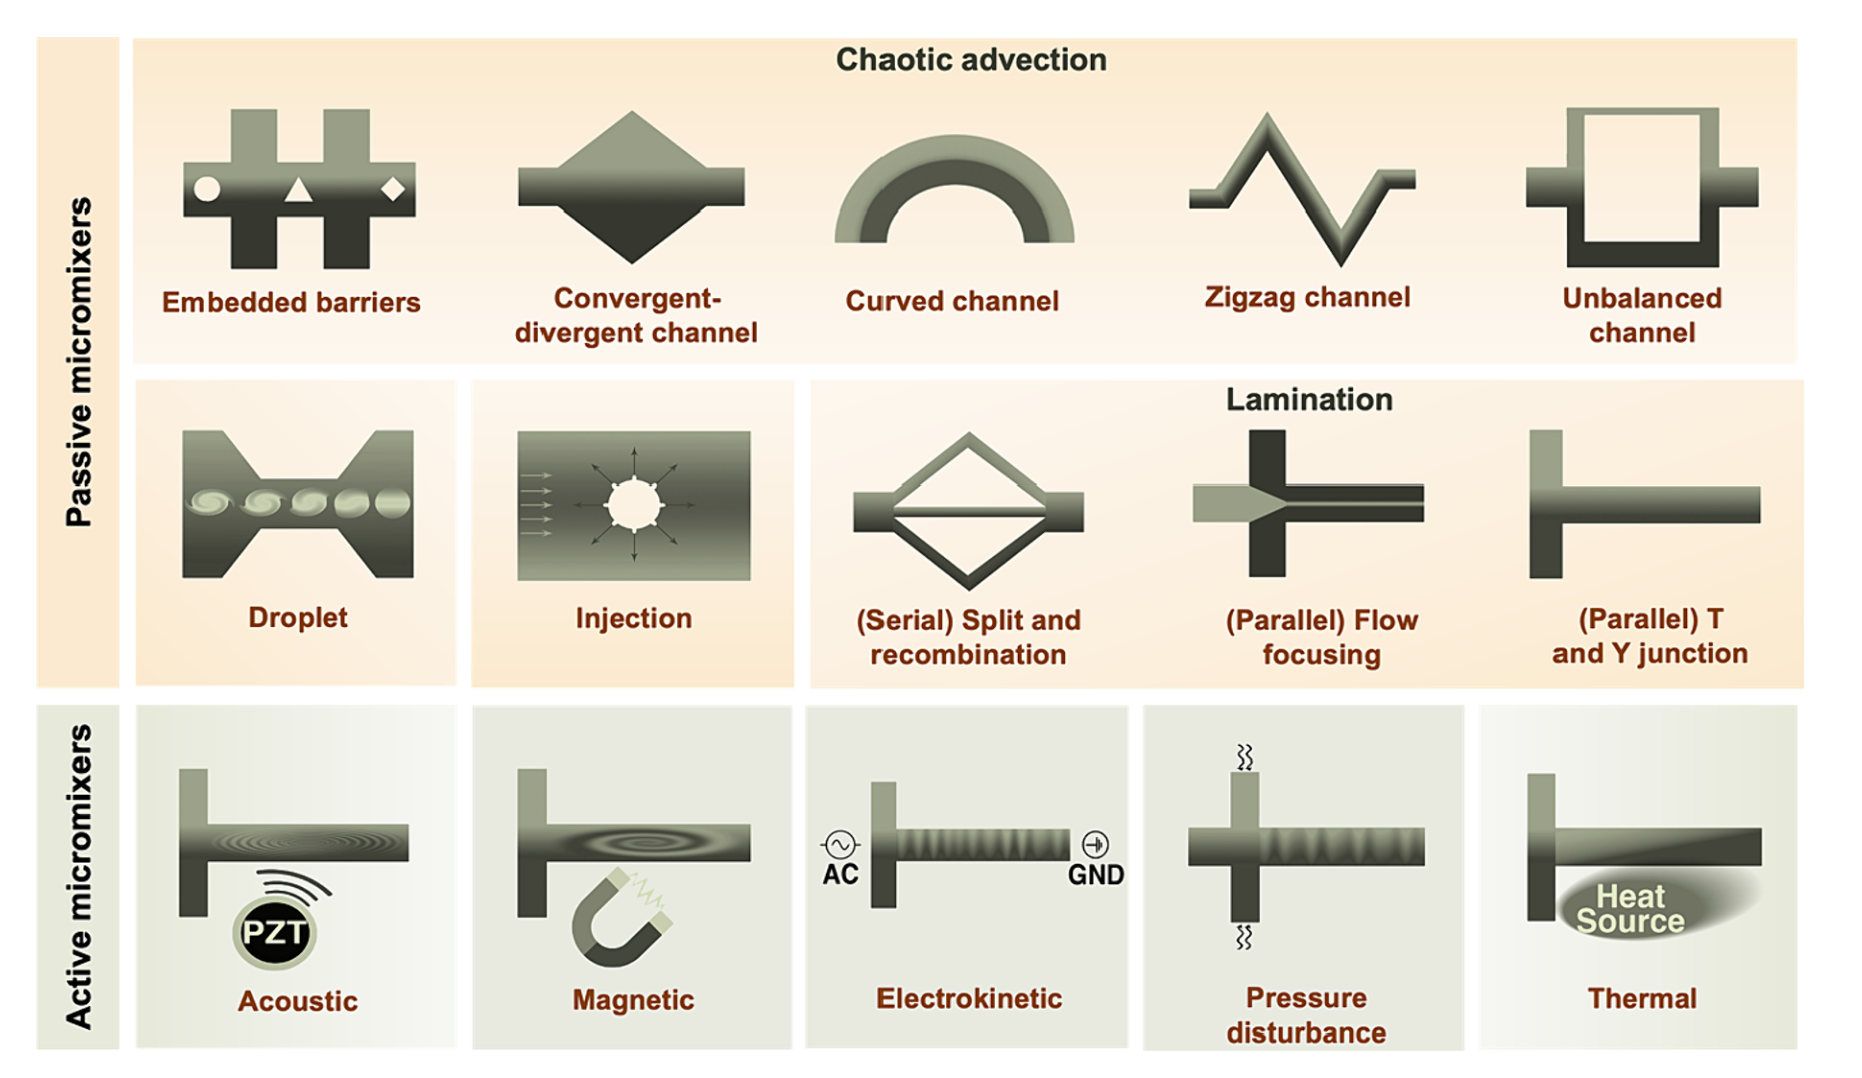 Passive micromixers
Chaotic advection
Embedded barriers
Convergent-
divergent channel
Curved channel
Zigzag channel
Unbalanced
channel
Droplet
Injection
Lamination
(Serial) Split and
recombination
(Parallel) Flow
focusing
(Parallel) T
and Y junction
Active micromixers
PZT
Acoustic
Magnetic
AC
GND
Electrokinetic
Pressure
disturbance
Heat
Source
Thermal